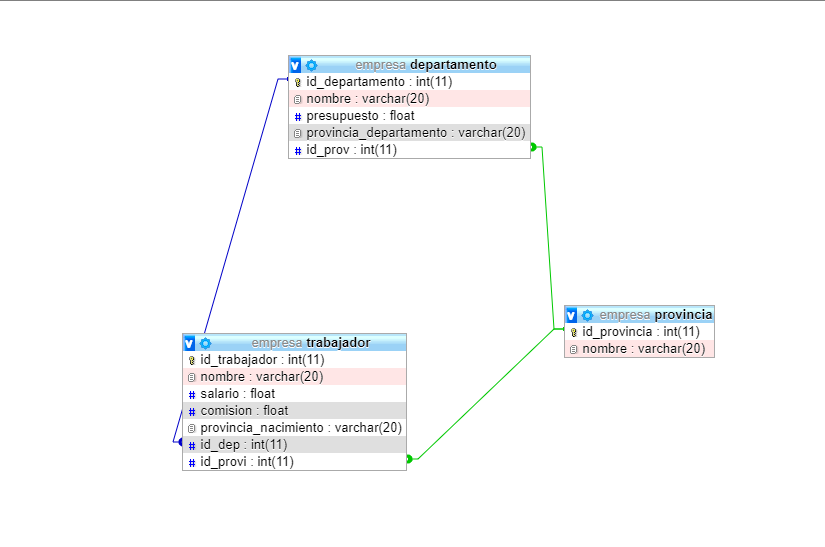 empresa departamento
id_departamento : int(11)
nombre : varchar(20)
presupuesto : float
provincia_departamento : varchar(20)
id_prov : int(11)
empresa provincia
id_provincia : int(11)
nombre : varchar(20)
empresa trabajador
id_trabajador : int(11)
nombre : varchar(20)
salario : float
comision : float
provincia_nacimiento : varchar(20)
id_dep : int(11)
id_provi : int(11)